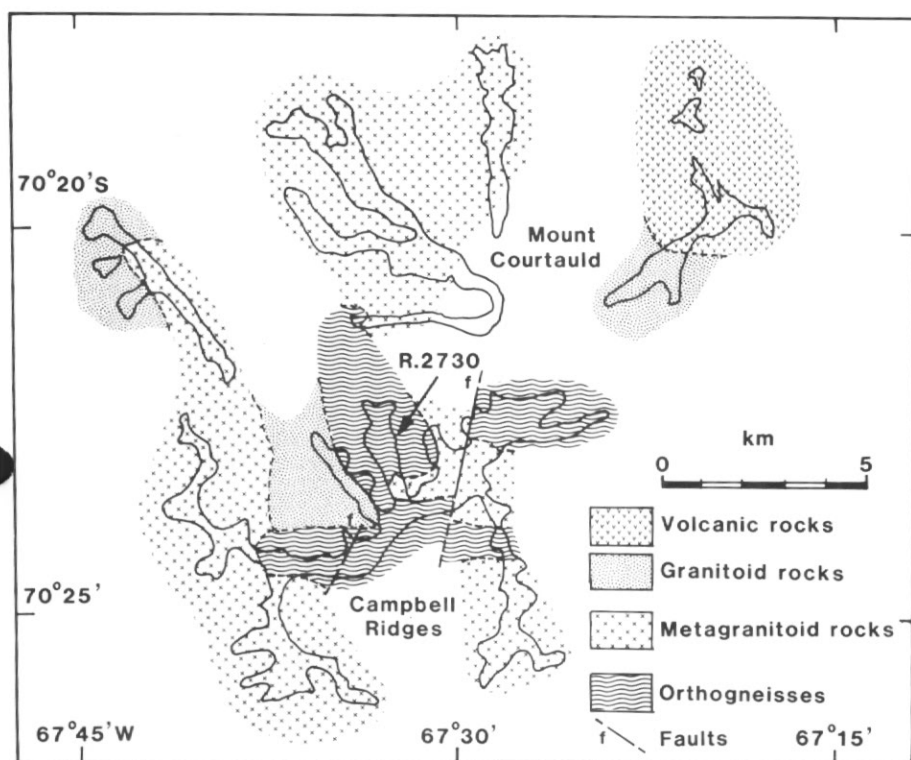 70°20'S
Mount
Courtauld
R.2730
f
km
0 5
Volcanic rocks
Granitoid rocks
f
70°25'
Campbell
Ridges
Metagranitoid rocks
Orthogneisses
f Faults
67°45'W
67°30'
67°15'